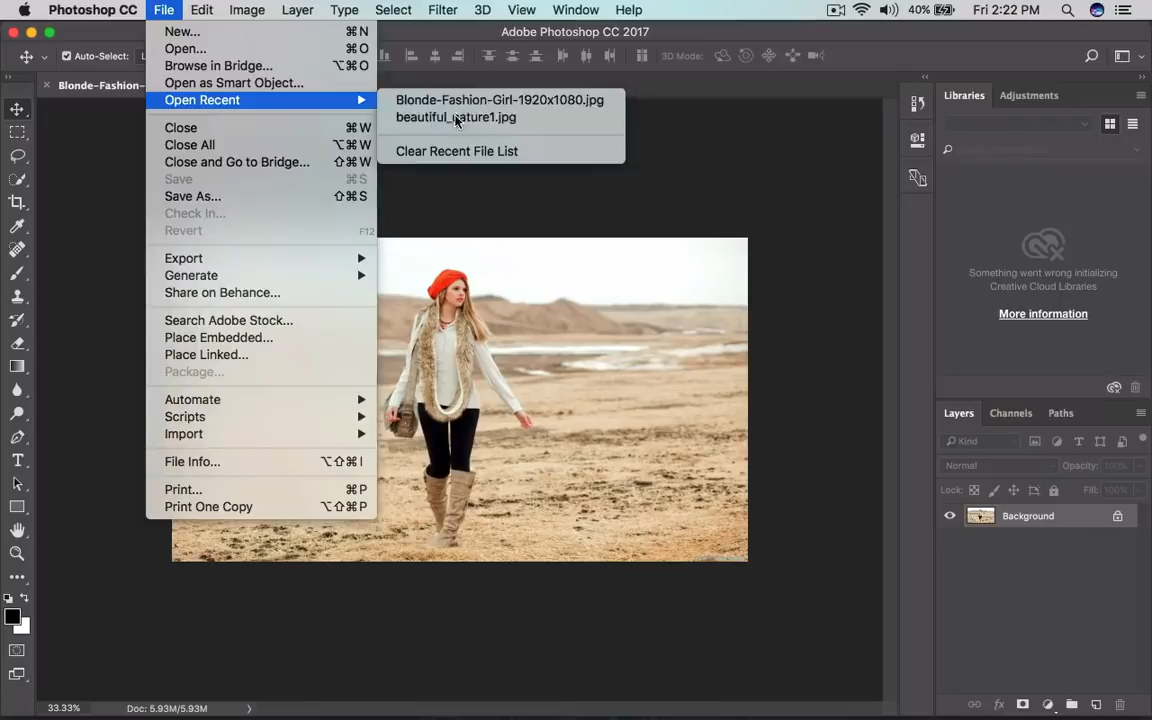 Photoshop CC File Edit Image Layer Type Select Filter 3D View Window Help 40% Fri 2:22 PM
Adobe Photoshop CC 2017
Auto-Select: 3D Mode:
Blonde-Fashion-
New... ⌘N
Open... ⌘O
Browse in Bridge... ⌥⌘O
Open as Smart Object...
Open Recent
Close ⌘W
Close All ⌥⌘W
Close and Go to Bridge... ⇧⌘W
Save ⌘S
Save As... ⇧⌘S
Check In...
Revert F12
Export
Generate
Share on Behance...
Search Adobe Stock...
Place Embedded...
Place Linked...
Package...
Automate
Scripts
Import
File Info... ⌥⇧⌘I
Print... ⌘P
Print One Copy ⌥⇧⌘P
Blonde-Fashion-Girl-1920x1080.jpg
beautiful_nature1.jpg
Clear Recent File List
Libraries Adjustments
Something went wrong initializing
Creative Cloud Libraries
More information
Layers Channels Paths
Kind
Normal Opacity: 100%
Lock: Fill: 100%
Background
33.33% Doc: 5.93M/5.93M